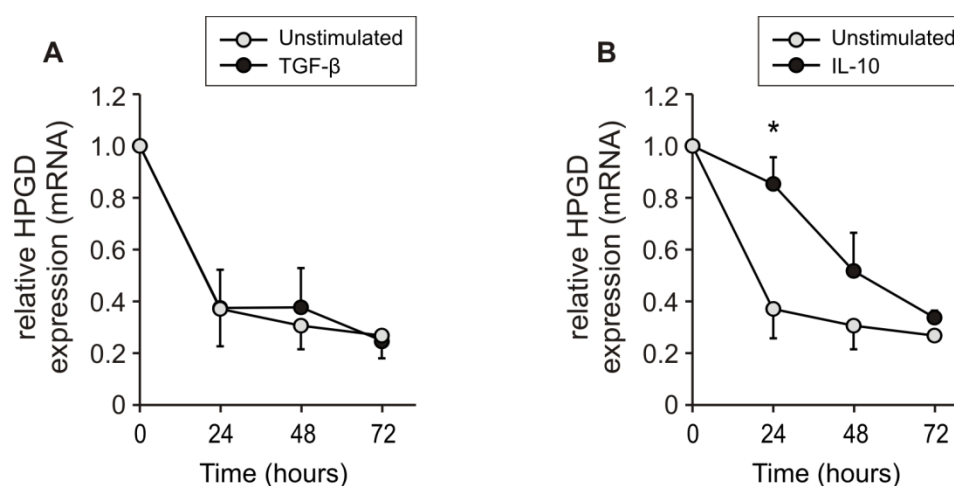 A
Unstimulated
TGF-β
relative HPGD
expression (mRNA)
1.2
1.0
0.8
0.6
0.4
0.2
0
0 24 48 72
Time (hours)
B
Unstimulated
IL-10
relative HPGD
expression (mRNA)
1.2
1.0
0.8
0.6
0.4
0.2
0
*
0 24 48 72
Time (hours)